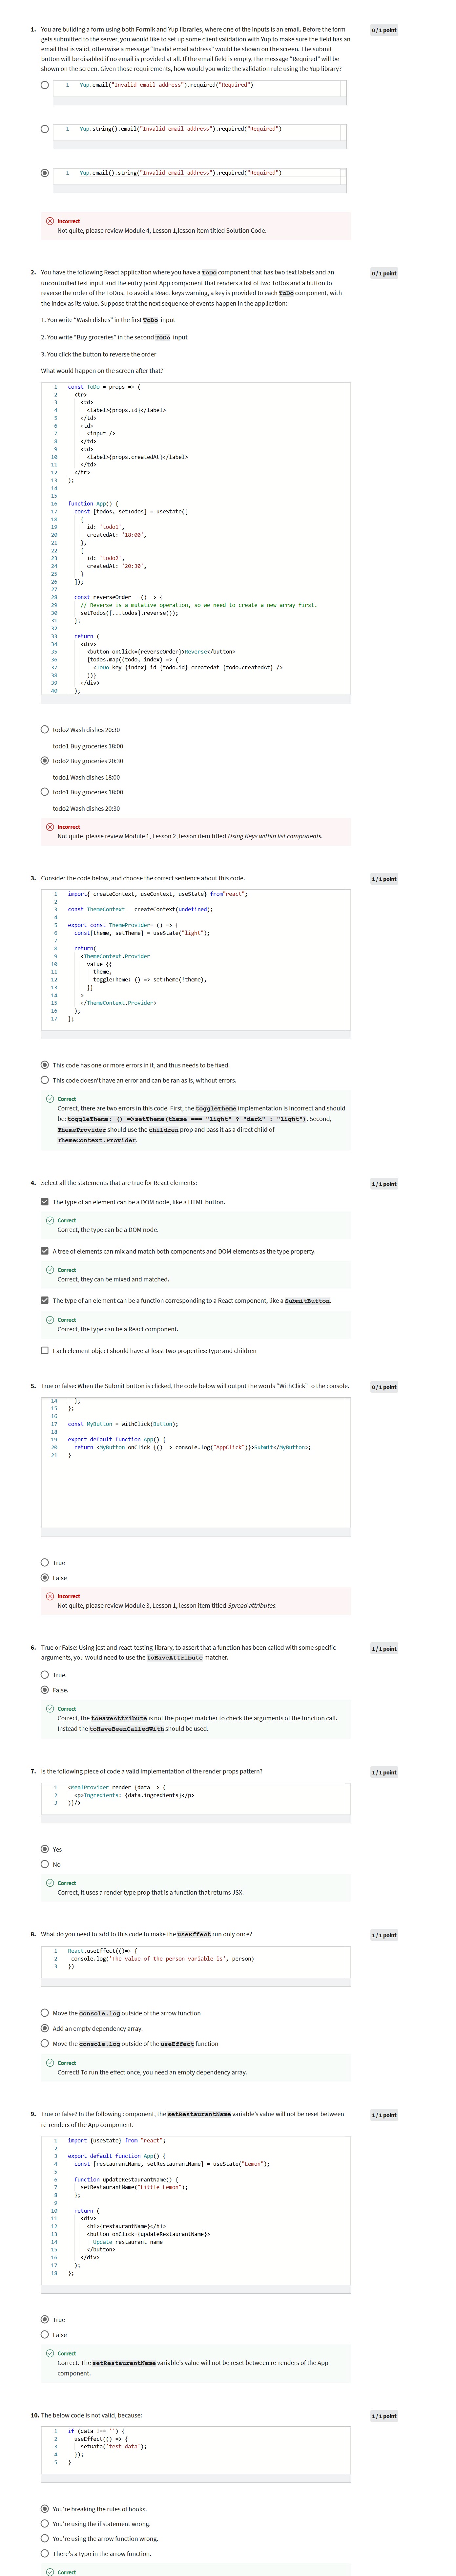 1. You are building a form using both Formik and Yup libraries, where one of the inputs is an email. Before the form
0 / 1 point
gets submitted to the server, you would like to set up some client validation with Yup to make sure the field has an
email that is valid, otherwise a message "Invalid email address" would be shown on the screen. The submit
button will be disabled if no email is provided at all. If the email field is empty, the message "Required" will be
shown on the screen. Given those requirements, how would you write the validation rule using the Yup library?
1 Yup.email("Invalid email address").required("Required")
1 Yup.string().email("Invalid email address").required("Required")
1 Yup.email().string("Invalid email address").required("Required")
Incorrect
Not quite, please review Module 4, Lesson 1,lesson item titled Solution Code.
2. You have the following React application where you have a ToDo component that has two text labels and an
0 / 1 point
uncontrolled text input and the entry point App component that renders a list of two ToDos and a button to
reverse the order of the ToDos. To avoid a React keys warning, a key is provided to each ToDo component, with
the index as its value. Suppose that the next sequence of events happen in the application:
1. You write "Wash dishes" in the first ToDo input
2. You write "Buy groceries" in the second ToDo input
3. You click the button to reverse the order
What would happen on the screen after that?
1 const ToDo = props => (
2 <tr>
3 <td>
4 <label>{props.id}</label>
5 </td>
6 <td>
7 <input />
8 </td>
9 <td>
10 <label>{props.createdAt}</label>
11 </td>
12 </tr>
13 );
14
15
16 function App() {
17 const [todos, setTodos] = useState([
18 {
19 id: 'todo1',
20 createdAt: '18:00',
21 },
22 {
23 id: 'todo2',
24 createdAt: '20:30',
25 }
26 ]);
27
28 const reverseOrder = () => {
29 // Reverse is a mutative operation, so we need to create a new array first.
30 setTodos([...todos].reverse());
31 };
32
33 return (
34 <div>
35 <button onClick={reverseOrder}>Reverse</button>
36 {todos.map((todo, index) => (
37 <ToDo key={index} id={todo.id} createdAt={todo.createdAt} />
38 ))}
39 </div>
40 );
todo2 Wash dishes 20:30
todo1 Buy groceries 18:00
todo2 Buy groceries 20:30
todo1 Wash dishes 18:00
todo1 Buy groceries 18:00
todo2 Wash dishes 20:30
Incorrect
Not quite, please review Module 1, Lesson 2, lesson item titled Using Keys within list components.
3. Consider the code below, and choose the correct sentence about this code.
1 / 1 point
1 import{ createContext, useContext, useState} from"react";
2
3 const ThemeContext = createContext(undefined);
4
5 export const ThemeProvider= () => {
6 const[theme, setTheme] = useState("light");
7
8 return(
9 <ThemeContext.Provider
10 value={{
11 theme,
12 toggleTheme: () => setTheme(!theme),
13 }}
14 >
15 </ThemeContext.Provider>
16 );
17 };
This code has one or more errors in it, and thus needs to be fixed.
This code doesn't have an error and can be ran as is, without errors.
Correct
Correct, there are two errors in this code. First, the toggleTheme implementation is incorrect and should
be: toggleTheme: () =>setTheme(theme === "light" ? "dark" : "light"). Second,
ThemeProvider should use the children prop and pass it as a direct child of
ThemeContext.Provider.
4. Select all the statements that are true for React elements:
1 / 1 point
The type of an element can be a DOM node, like a HTML button.
Correct
Correct, the type can be a DOM node.
A tree of elements can mix and match both components and DOM elements as the type property.
Correct
Correct, they can be mixed and matched.
The type of an element can be a function corresponding to a React component, like a SubmitButton.
Correct
Correct, the type can be a React component.
Each element object should have at least two properties: type and children
5. True or false: When the Submit button is clicked, the code below will output the words "WithClick" to the console.
0 / 1 point
14 };
15 };
16
17 const MyButton = withClick(Button);
18
19 export default function App() {
20 return <MyButton onClick={() => console.log("AppClick")}>Submit</MyButton>;
21 }
True
False
Incorrect
Not quite, please review Module 3, Lesson 1, lesson item titled Spread attributes.
6. True or False: Using jest and react-testing-library, to assert that a function has been called with some specific
1 / 1 point
arguments, you would need to use the toHaveAttribute matcher.
True.
False.
Correct
Correct, the toHaveAttribute is not the proper matcher to check the arguments of the function call.
Instead the toHaveBeenCalledWith should be used.
7. Is the following piece of code a valid implementation of the render props pattern?
1 / 1 point
1 <MealProvider render={data => (
2 <p>Ingredients: {data.ingredients}</p>
3 )}/>
Yes
No
Correct
Correct, it uses a render type prop that is a function that returns JSX.
8. What do you need to add to this code to make the useEffect run only once?
1 / 1 point
1 React.useEffect(()=> {
2 console.log('The value of the person variable is', person)
3 })
Move the console.log outside of the arrow function
Add an empty dependency array.
Move the console.log outside of the useEffect function
Correct
Correct! To run the effect once, you need an empty dependency array.
9. True or false? In the following component, the setRestaurantName variable's value will not be reset between
1 / 1 point
re-renders of the App component.
1 import {useState} from "react";
2
3 export default function App() {
4 const [restaurantName, setRestaurantName] = useState("Lemon");
5
6 function updateRestaurantName() {
7 setRestaurantName("Little Lemon");
8 };
9
10 return (
11 <div>
12 <h1>{restaurantName}</h1>
13 <button onClick={updateRestaurantName}>
14 Update restaurant name
15 </button>
16 </div>
17 );
18 };
True
False
Correct
Correct. The setRestaurantName variable's value will not be reset between re-renders of the App
component.
10. The below code is not valid, because:
1 / 1 point
1 if (data !== '') {
2 useEffect(() => {
3 setData('test data');
4 });
5 }
You're breaking the rules of hooks.
You're using the if statement wrong.
You're using the arrow function wrong.
There's a typo in the arrow function.
Correct